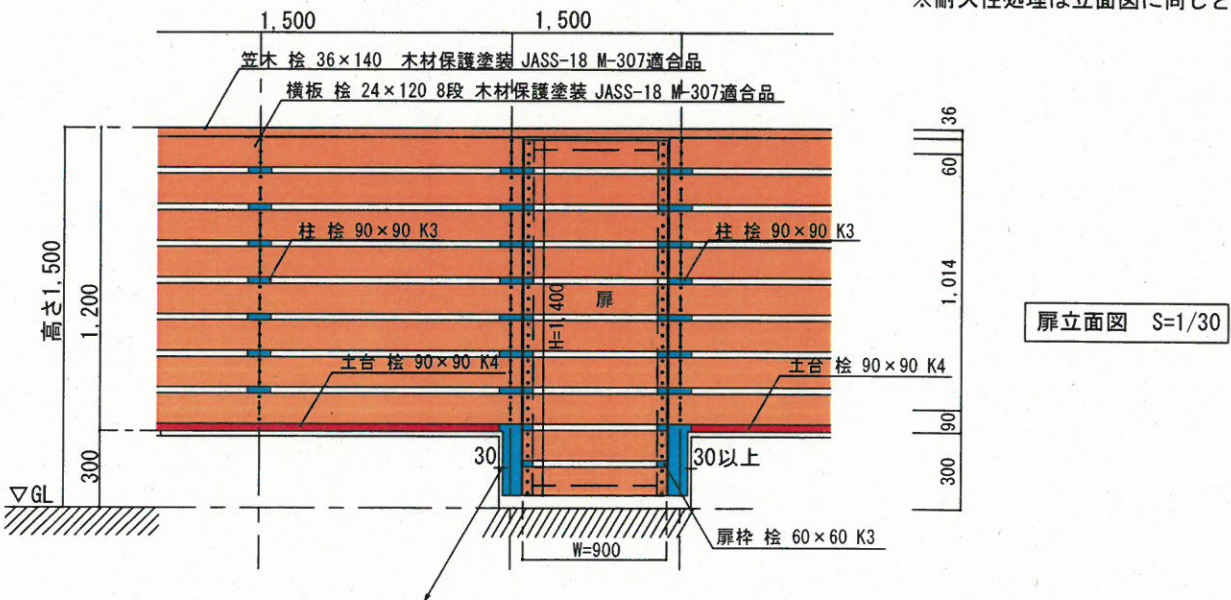 ※耐久性処理は立面図に同じと
1,500
1,500
笠木 桧 36×140 木材保護塗装 JASS-18 M-307適合品
横板 桧 24×120 8段 木材保護塗装 JASS-18 M-307適合品
36
60
柱 桧 90×90 K3
柱 桧 90×90 K3
高さ1,500
1,200
H=1,400
扉
1,014
扉立面図 S=1/30
土台 桧 90×90 K4
土台 桧 90×90 K4
90
300
30
30以上
300
▽GL
扉枠 桧 60×60 K3
W=900